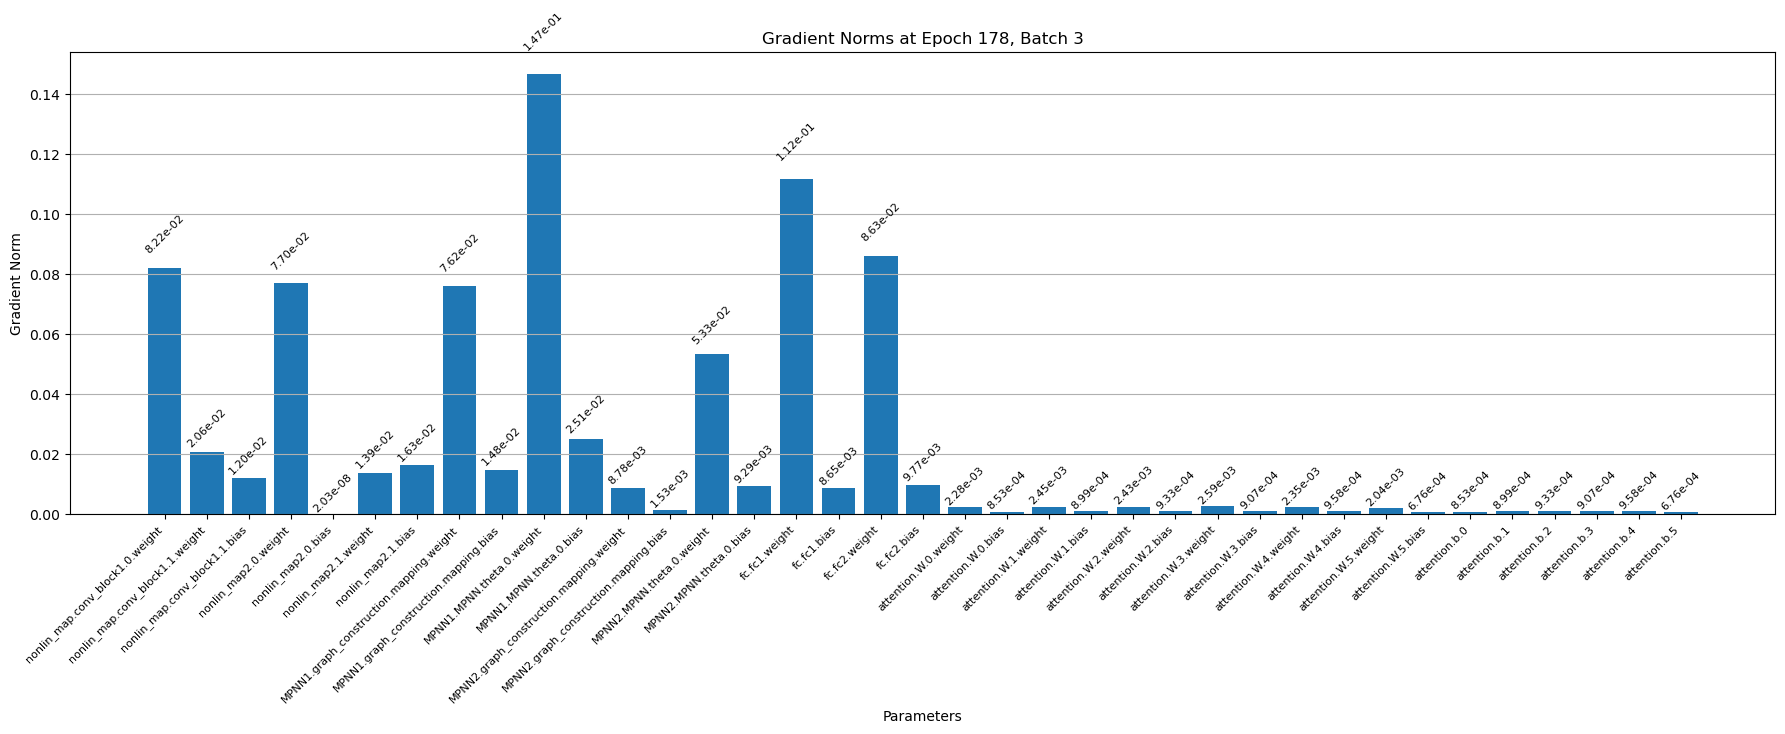 Gradient Norms at Epoch 178, Batch 3
Gradient Norm
0.14
0.12
0.10
0.08
0.06
0.04
0.02
0.00
8.22e-02
2.06e-02
1.20e-02
7.70e-02
2.03e-08
1.39e-02
1.63e-02
7.62e-02
1.48e-02
1.47e-01
2.51e-02
8.78e-03
1.53e-03
5.33e-02
9.29e-03
1.12e-01
8.65e-03
8.63e-02
9.77e-03
2.28e-03
8.53e-04
2.45e-03
8.99e-04
2.43e-03
9.33e-04
2.59e-03
9.07e-04
2.35e-03
9.58e-04
2.04e-03
6.76e-04
8.53e-04
8.99e-04
9.33e-04
9.07e-04
9.58e-04
6.76e-04
nonlin_map.conv_block1.0.weight
nonlin_map.conv_block1.1.weight
nonlin_map.conv_block1.1.bias
nonlin_map2.0.weight
nonlin_map2.0.bias
nonlin_map2.1.weight
nonlin_map2.1.bias
MPNN1.graph_construction.mapping.weight
MPNN1.graph_construction.mapping.bias
MPNN1.MPNN.theta.0.weight
MPNN1.MPNN.theta.0.bias
MPNN2.graph_construction.mapping.weight
MPNN2.graph_construction.mapping.bias
MPNN2.MPNN.theta.0.weight
MPNN2.MPNN.theta.0.bias
fc.fc1.weight
fc.fc1.bias
fc.fc2.weight
fc.fc2.bias
attention.W.0.weight
attention.W.0.bias
attention.W.1.weight
attention.W.1.bias
attention.W.2.weight
attention.W.2.bias
attention.W.3.weight
attention.W.3.bias
attention.W.4.weight
attention.W.4.bias
attention.W.5.weight
attention.W.5.bias
attention.b.0
attention.b.1
attention.b.2
attention.b.3
attention.b.4
attention.b.5
Parameters